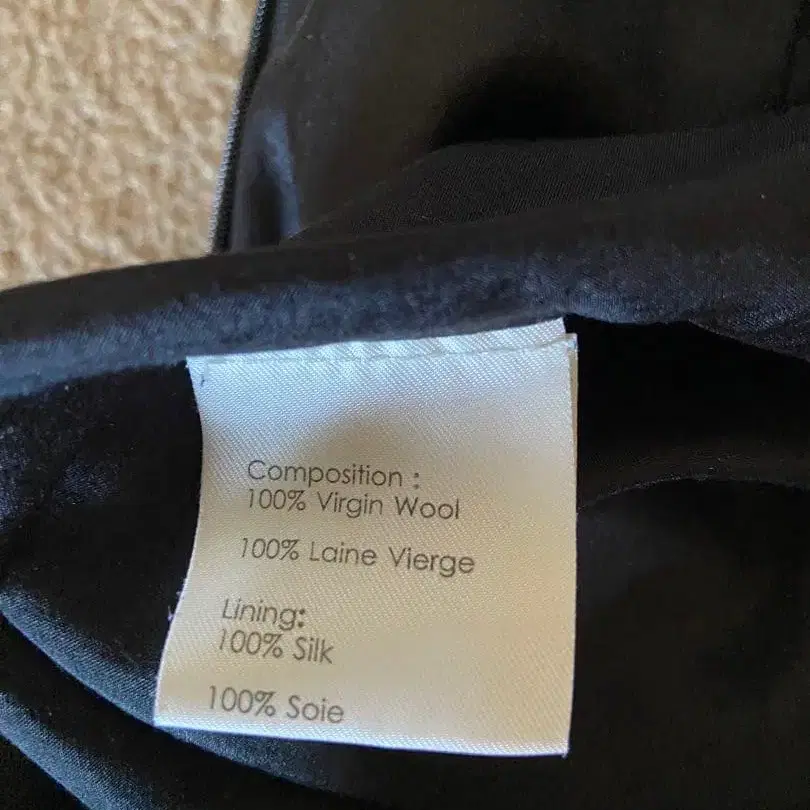 Composition :
100% Virgin Wool
100% Laine Vierge
Lining:
100% Silk
100% Soie